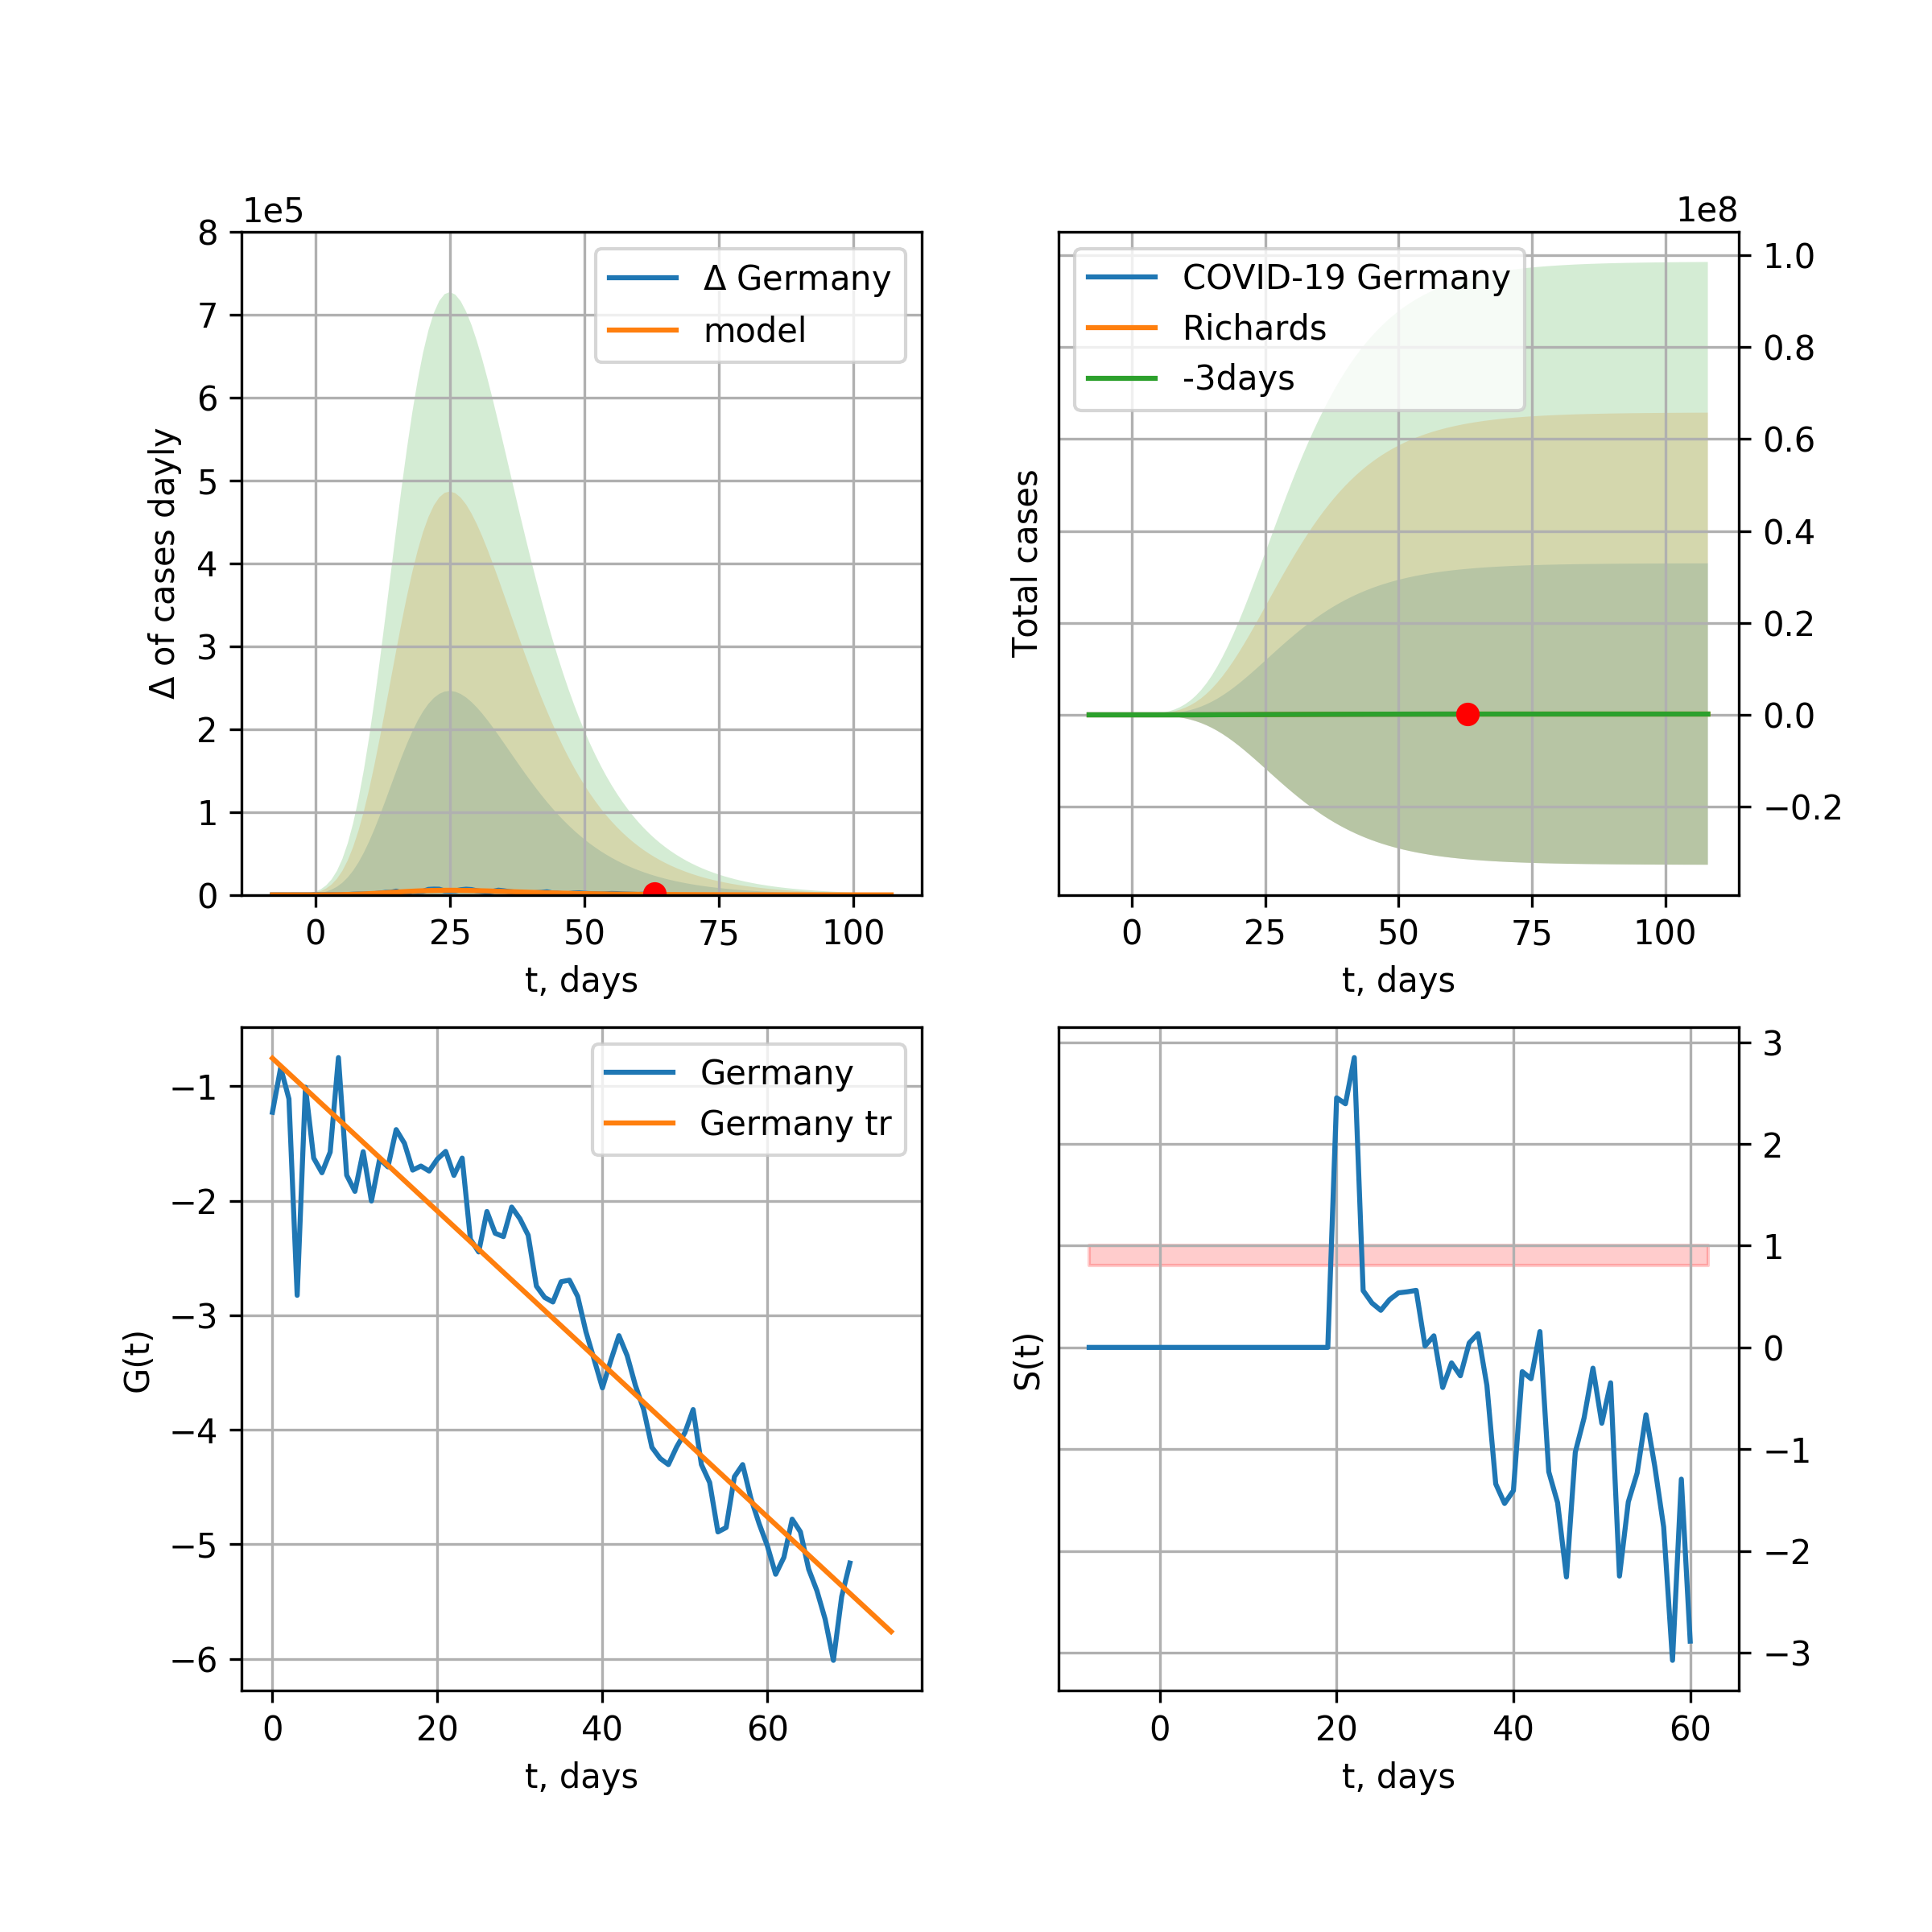 1e5
8
7
6
5
4
3
2
1
0
Δ of cases dayly
Δ Germany
model
0 25 50 75 100
t, days
1e8
COVID-19 Germany
Richards
-3days
Total cases
1.0
0.8
0.6
0.4
0.2
0.0
−0.2
0 25 50 75 100
t, days
Germany
Germany tr
G(t)
−1
−2
−3
−4
−5
−6
0 20 40 60
t, days
S(t)
3
2
1
0
−1
−2
−3
0 20 40 60
t, days